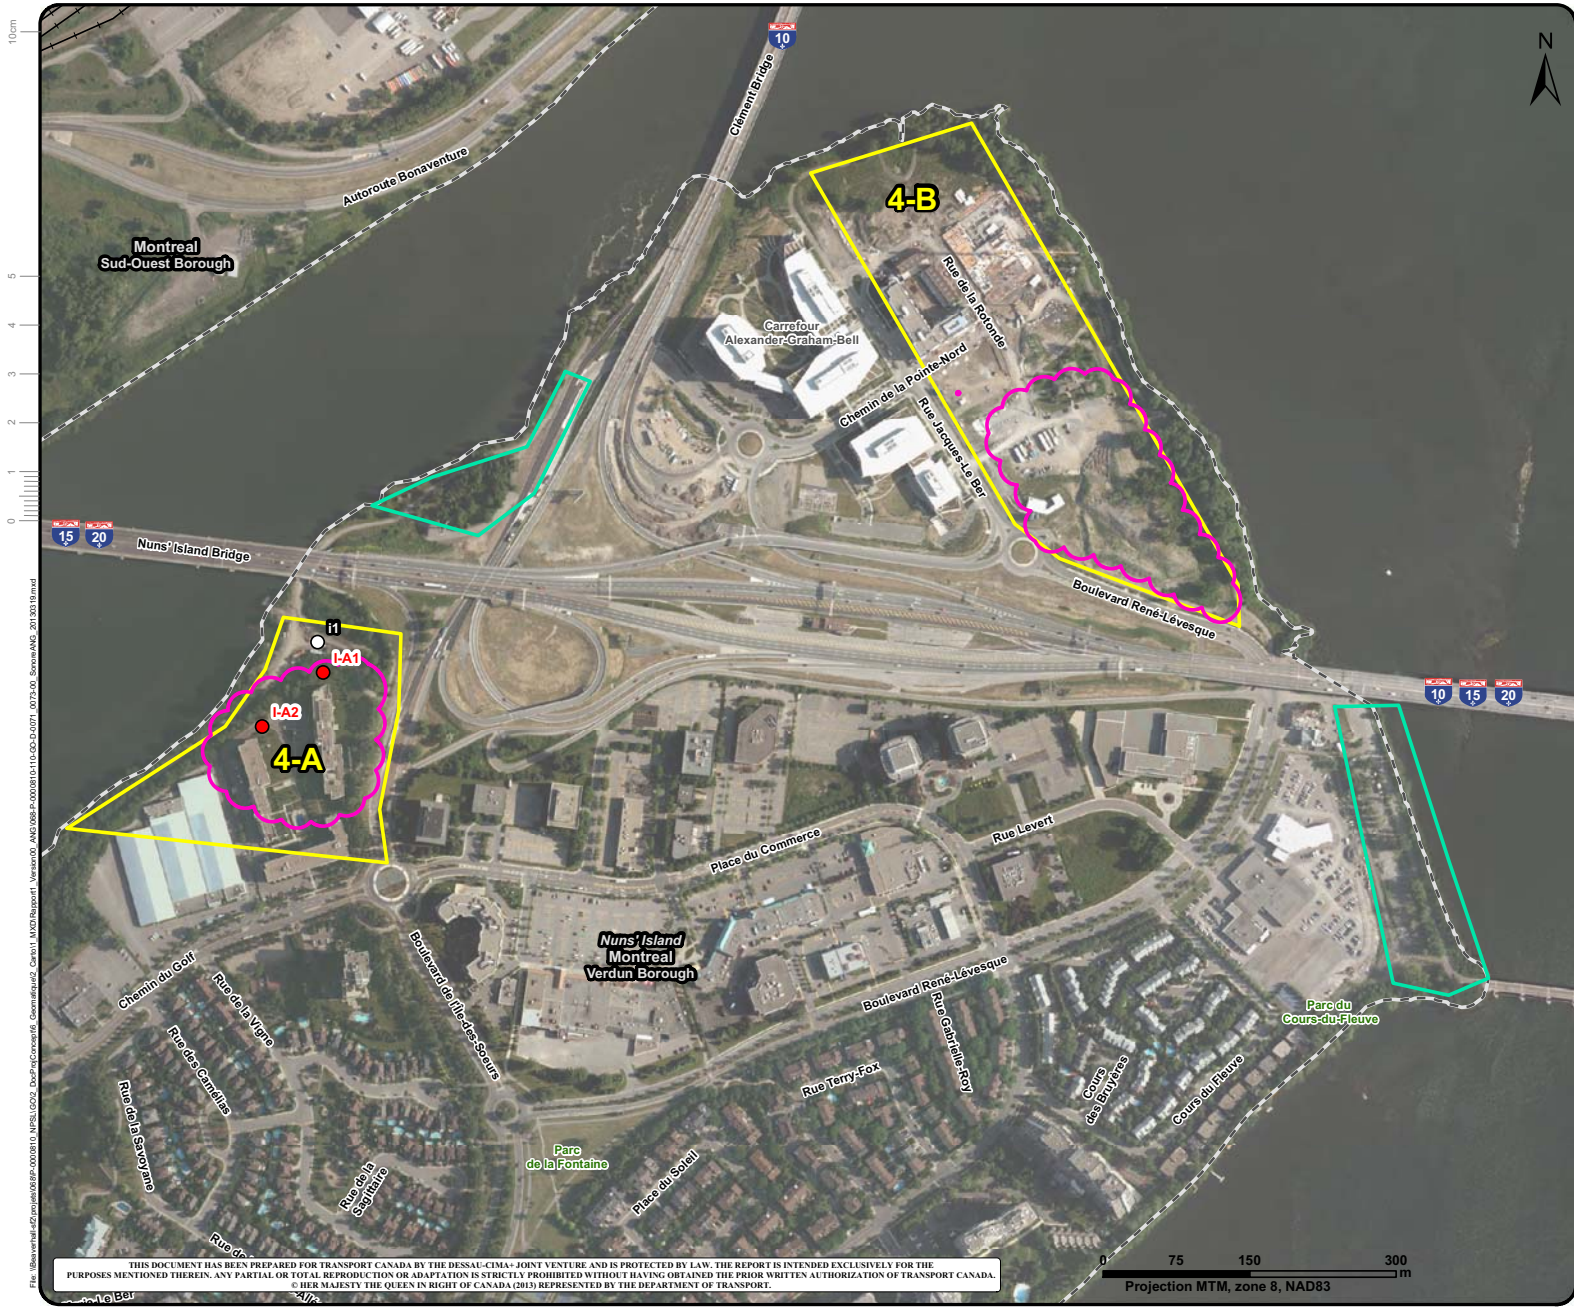 10cm
5
4
3
2
1
0
N
10
Clément Bridge
Autoroute Bonaventure
Montreal
Sud-Ouest Borough
4-B
Rue de la Rotonde
Carrefour
Alexander-Graham-Bell
Chemin de la Pointe-Nord
Rue Jacques-Le Ber
15
20
Nuns' Island Bridge
Boulevard René-Lévesque
i1
I-A1
I-A2
4-A
10
15
20
Place du Commerce
Rue Levert
Nuns' Island
Montreal
Verdun Borough
Boulevard René-Lévesque
Chemin du Golf
Rue de la Vigne
Boulevard de l'Île-des-Soeurs
Rue des Camélias
Rue de la Savoyane
Rue de la
Sagittaire
Rue Gabrielle-Roy
Rue Terry-Fox
Parc du
Cours-du-Fleuve
Cours
des Bruyères
Cours du Fleuve
Parc
de la Fontaine
Place du Soleil
Rue de
THIS DOCUMENT HAS BEEN PREPARED FOR TRANSPORT CANADA BY THE DESSAU-CIMA+ JOINT VENTURE AND IS PROTECTED BY LAW. THE REPORT IS INTENDED EXCLUSIVELY FOR THE
PURPOSES MENTIONED THEREIN. ANY PARTIAL OR TOTAL REPRODUCTION OR ADAPTATION IS STRICTLY PROHIBITED WITHOUT HAVING OBTAINED THE PRIOR WRITTEN AUTHORIZATION OF TRANSPORT CANADA.
© HER MAJESTY THE QUEEN IN RIGHT OF CANADA (2013) REPRESENTED BY THE DEPARTMENT OF TRANSPORT.
0 75 150 300
m
Projection MTM, zone 8, NAD83